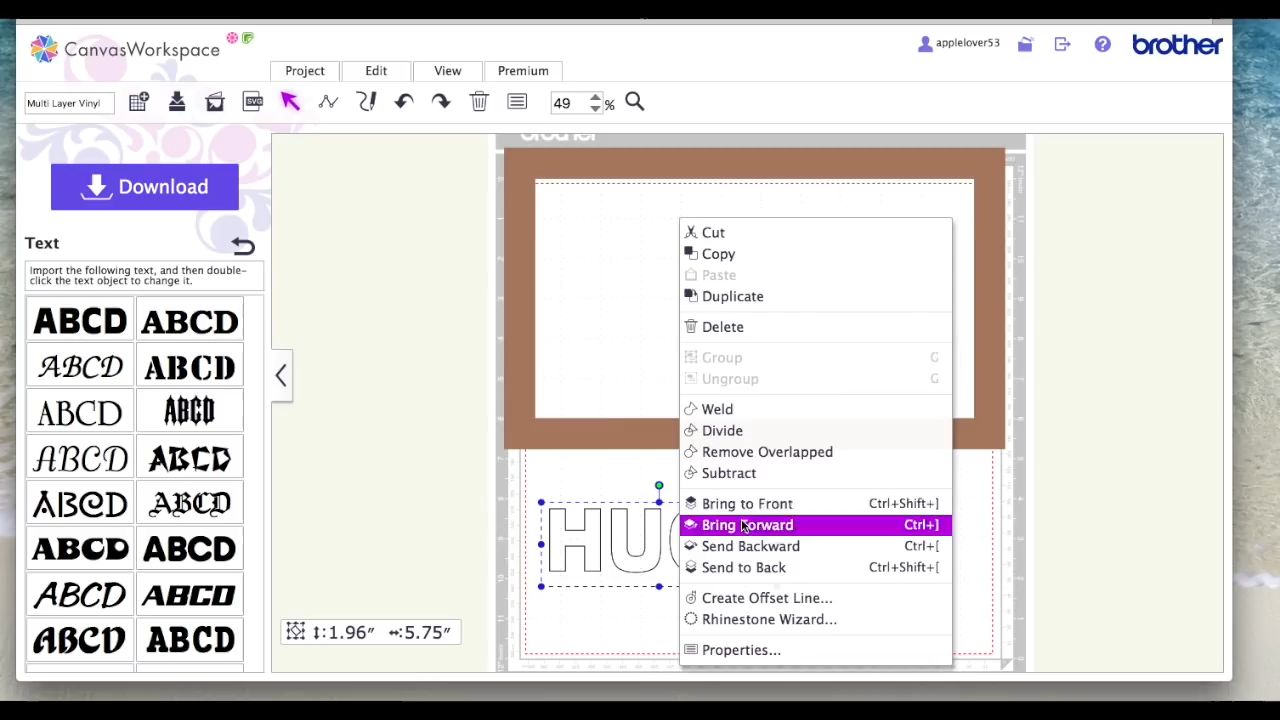 CanvasWorkspace
applelover53
brother
Project
Edit
View
Premium
Multi Layer Vinyl
SVG
49
%
Download
Text
Import the following text, and then double-
click the text object to change it.
ABCD ABCD
ABCD ABCD
ABCD ABCD
ABCD ABCD
ABCD ABCD
ABCD ABCD
ABCD ABCD
ABCD ABCD
Cut
Copy
Paste
Duplicate
Delete
Group G
Ungroup G
Weld
Divide
Remove Overlapped
Subtract
Bring to Front Ctrl+Shift+]
Bring Forward Ctrl+]
Send Backward Ctrl+[
Send to Back Ctrl+Shift+[
Create Offset Line...
Rhinestone Wizard...
Properties...
HU
1.96" 5.75"